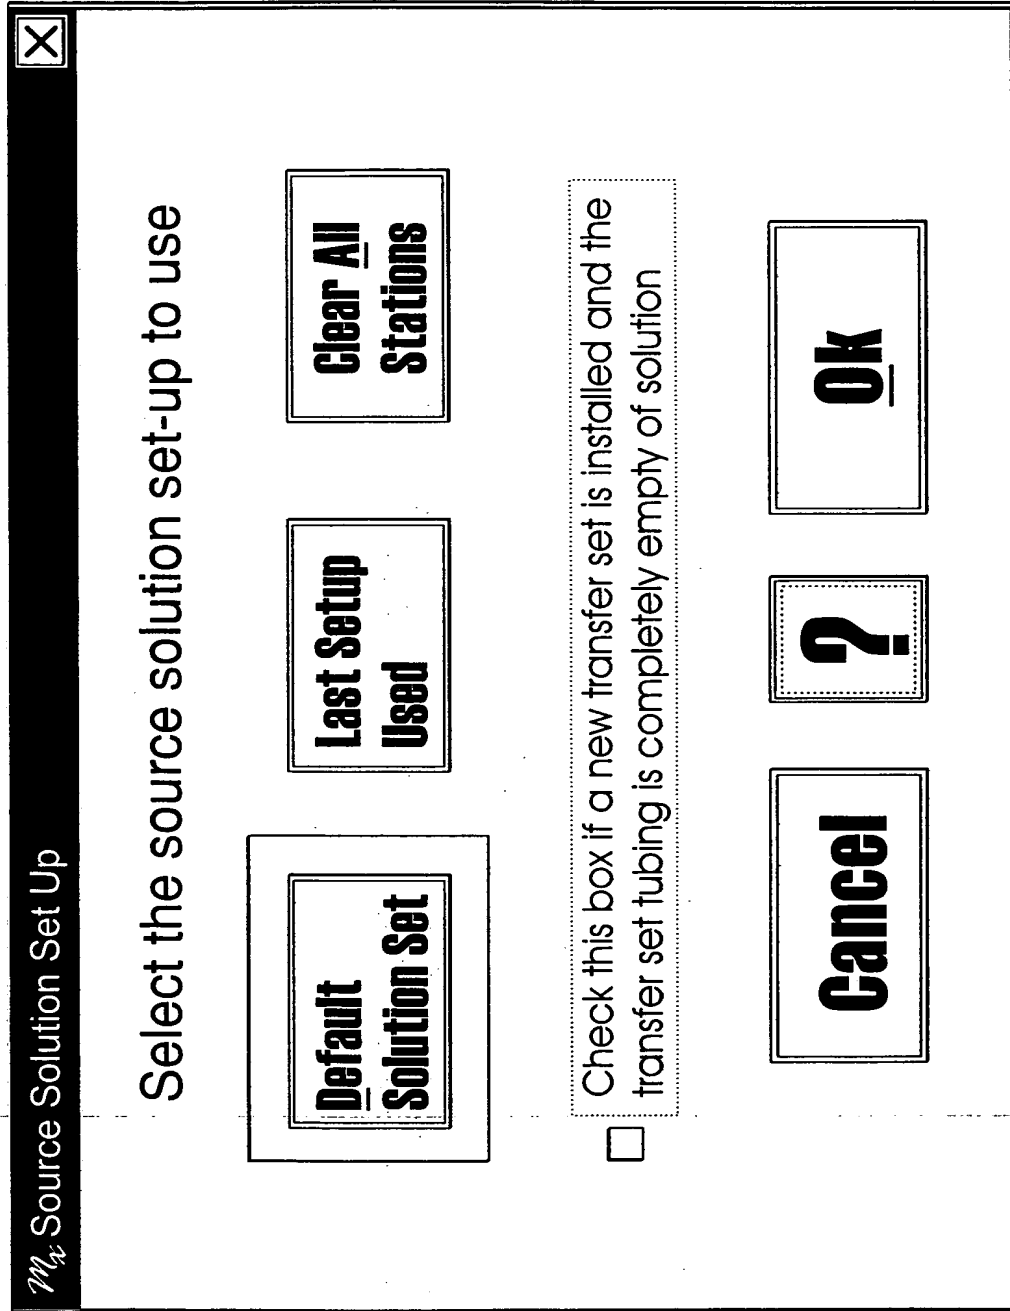 Mx Source Solution Set Up
Select the source solution set-up to use
Default
Solution Set
Last Setup
Used
Clear All
Stations
Check this box if a new transfer set is installed and the
transfer set tubing is completely empty of solution
Cancel
?
Ok